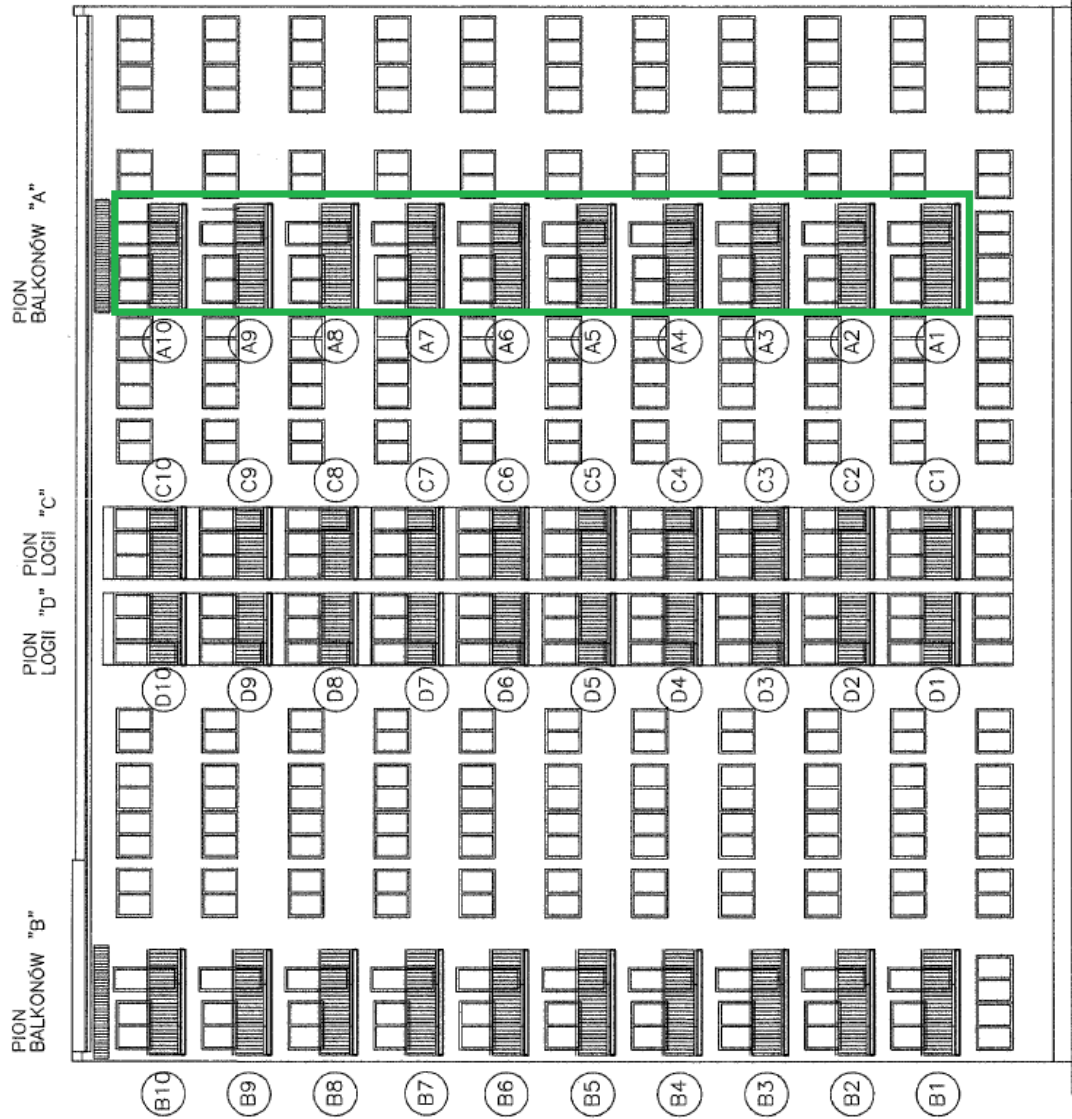 PION
BALKONÓW "B"
PION
LOGII "D"
PION
LOGII "C"
PION
BALKONÓW "A"
B10 D10 C10 A10
B9 D9 C9 A9
B8 D8 C8 A8
B7 D7 C7 A7
B6 D6 C6 A6
B5 D5 C5 A5
B4 D4 C4 A4
B3 D3 C3 A3
B2 D2 C2 A2
B1 D1 C1 A1